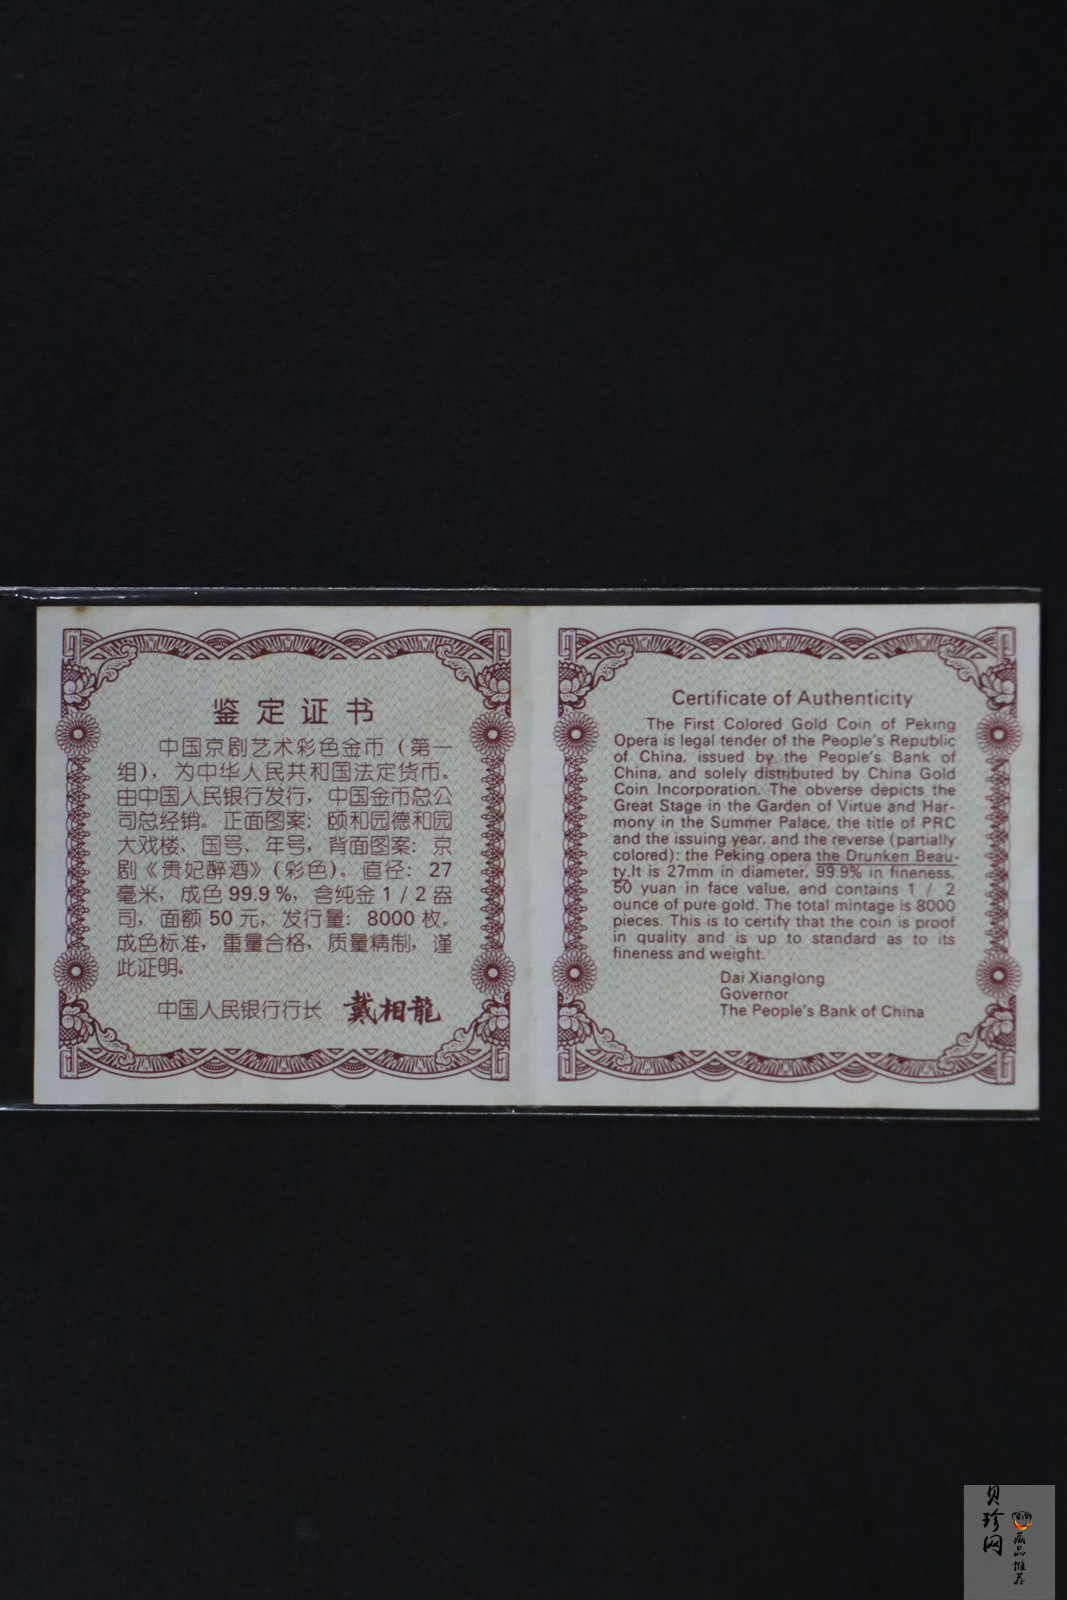 鉴定证书
中国京剧艺术彩色金币（第一
组），为中华人民共和国法定货币。
由中国人民银行发行，中国金币总公
司总经销。正面图案：颐和园德和园
大戏楼、国号、年号，背面图案：京
剧《贵妃醉酒》（彩色）。直径：27
毫米，成色99.9%，含纯金1/2盎
司，面额50元，发行量：8000枚。
成色标准，重量合格，质量精制，谨
此证明。
中国人民银行行长 戴相龍
Certificate of Authenticity
The First Colored Gold Coin of Peking
Opera is legal tender of the People's Republic
of China, issued by the People's Bank of
China, and solely distributed by China Gold
Coin Incorporation. The obverse depicts the
Great Stage in the Garden of Virtue and Har-
mony in the Summer Palace, the title of PRC
and the issuing year, and the reverse (partially
colored): the Peking opera the Drunken Beau-
ty.It is 27mm in diameter, 99.9% in fineness,
50 yuan in face value, and contains 1 / 2
ounce of pure gold. The total mintage is 8000
pieces. This is to certify that the coin is proof
in quality and is up to standard as to its
fineness and weight.
Dai Xianglong
Governor
The People's Bank of China
贝珍网
藏品推荐